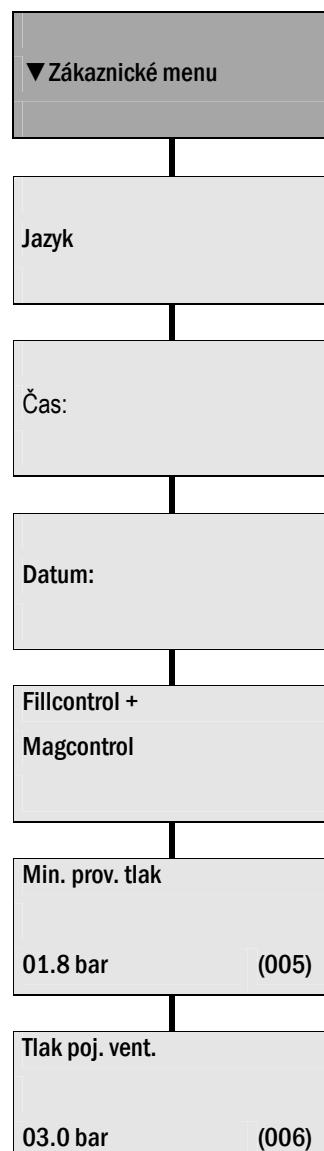 ▼Zákaznické menu
Jazyk
Čas:
Datum:
Fillcontrol +
Magcontrol
Min. prov. tlak
01.8 bar (005)
Tlak poj. vent.
03.0 bar (006)